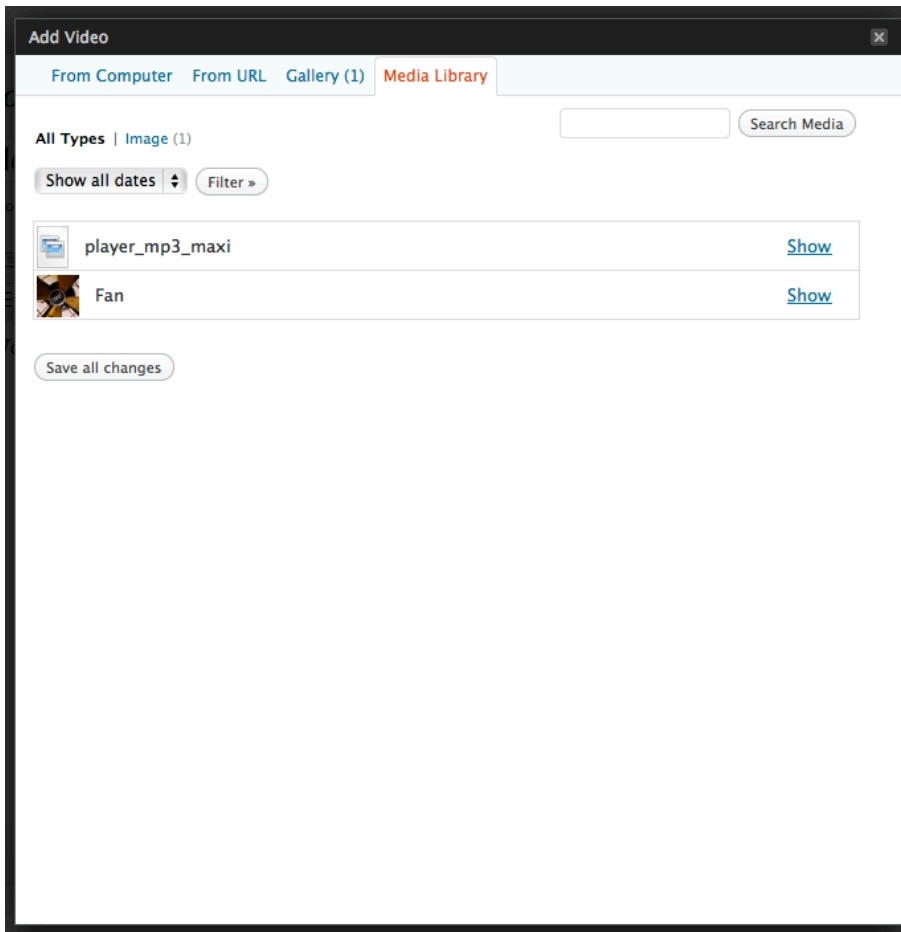 Add Video
From Computer From URL Gallery (1) Media Library
Search Media
All Types | Image (1)
Show all dates Filter »
player_mp3_maxi Show
Fan Show
Save all changes